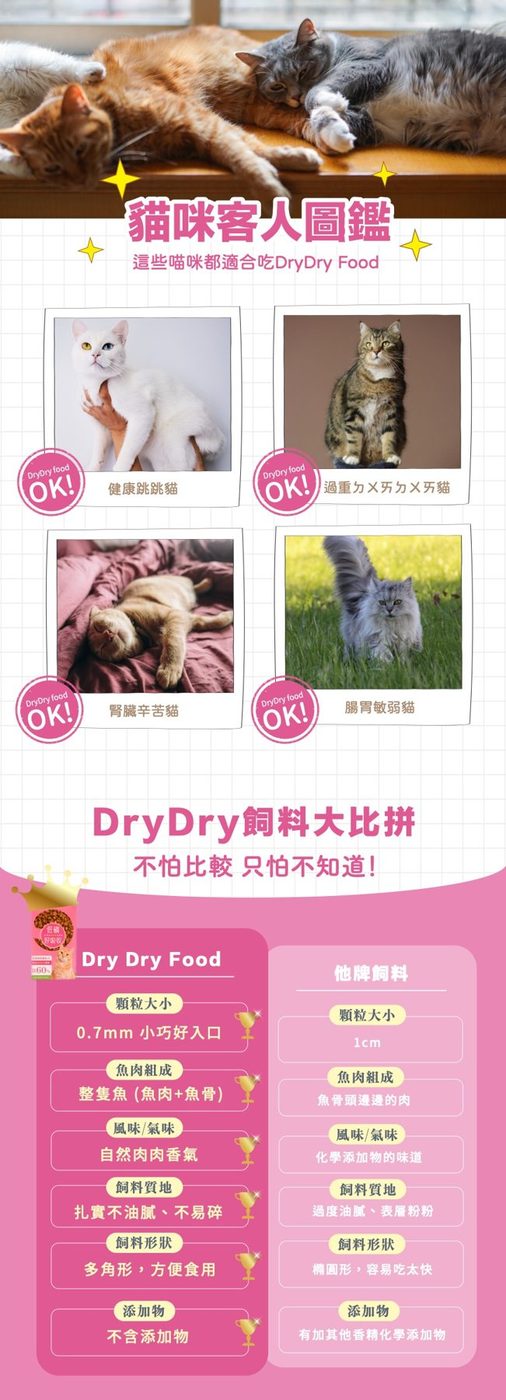 貓咪客人圖鑑
這些喵咪都適合吃DryDry Food
DryDry food
OK!
健康跳跳貓
DryDry food
OK!
過重ㄉㄨㄞㄉㄨㄞ貓
DryDry food
OK!
腎臟辛苦貓
DryDry food
OK!
腸胃敏弱貓
DryDry飼料大比拼
不怕比較 只怕不知道!
60%
Dry Dry Food
顆粒大小
0.7mm 小巧好入口
魚肉組成
整隻魚 (魚肉+魚骨)
風味/氣味
自然肉肉香氣
飼料質地
扎實不油膩、不易碎
飼料形狀
多角形，方便食用
添加物
不含添加物
他牌飼料
顆粒大小
1cm
魚肉組成
魚骨頭邊邊的肉
風味/氣味
化學添加物的味道
飼料質地
過度油膩、表層粉粉
飼料形狀
橢圓形，容易吃太快
添加物
有加其他香精化學添加物